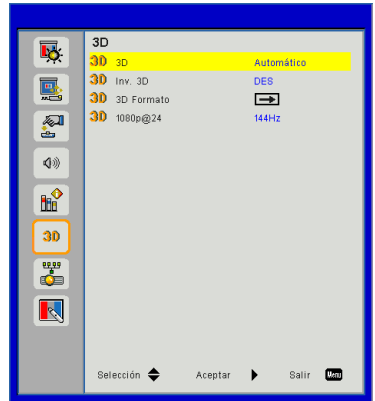 3D
3D 3D Automático
3D Inv. 3D DES
3D 3D Formato
3D 1080p@24 144Hz
3D
Selección Aceptar Salir Menu